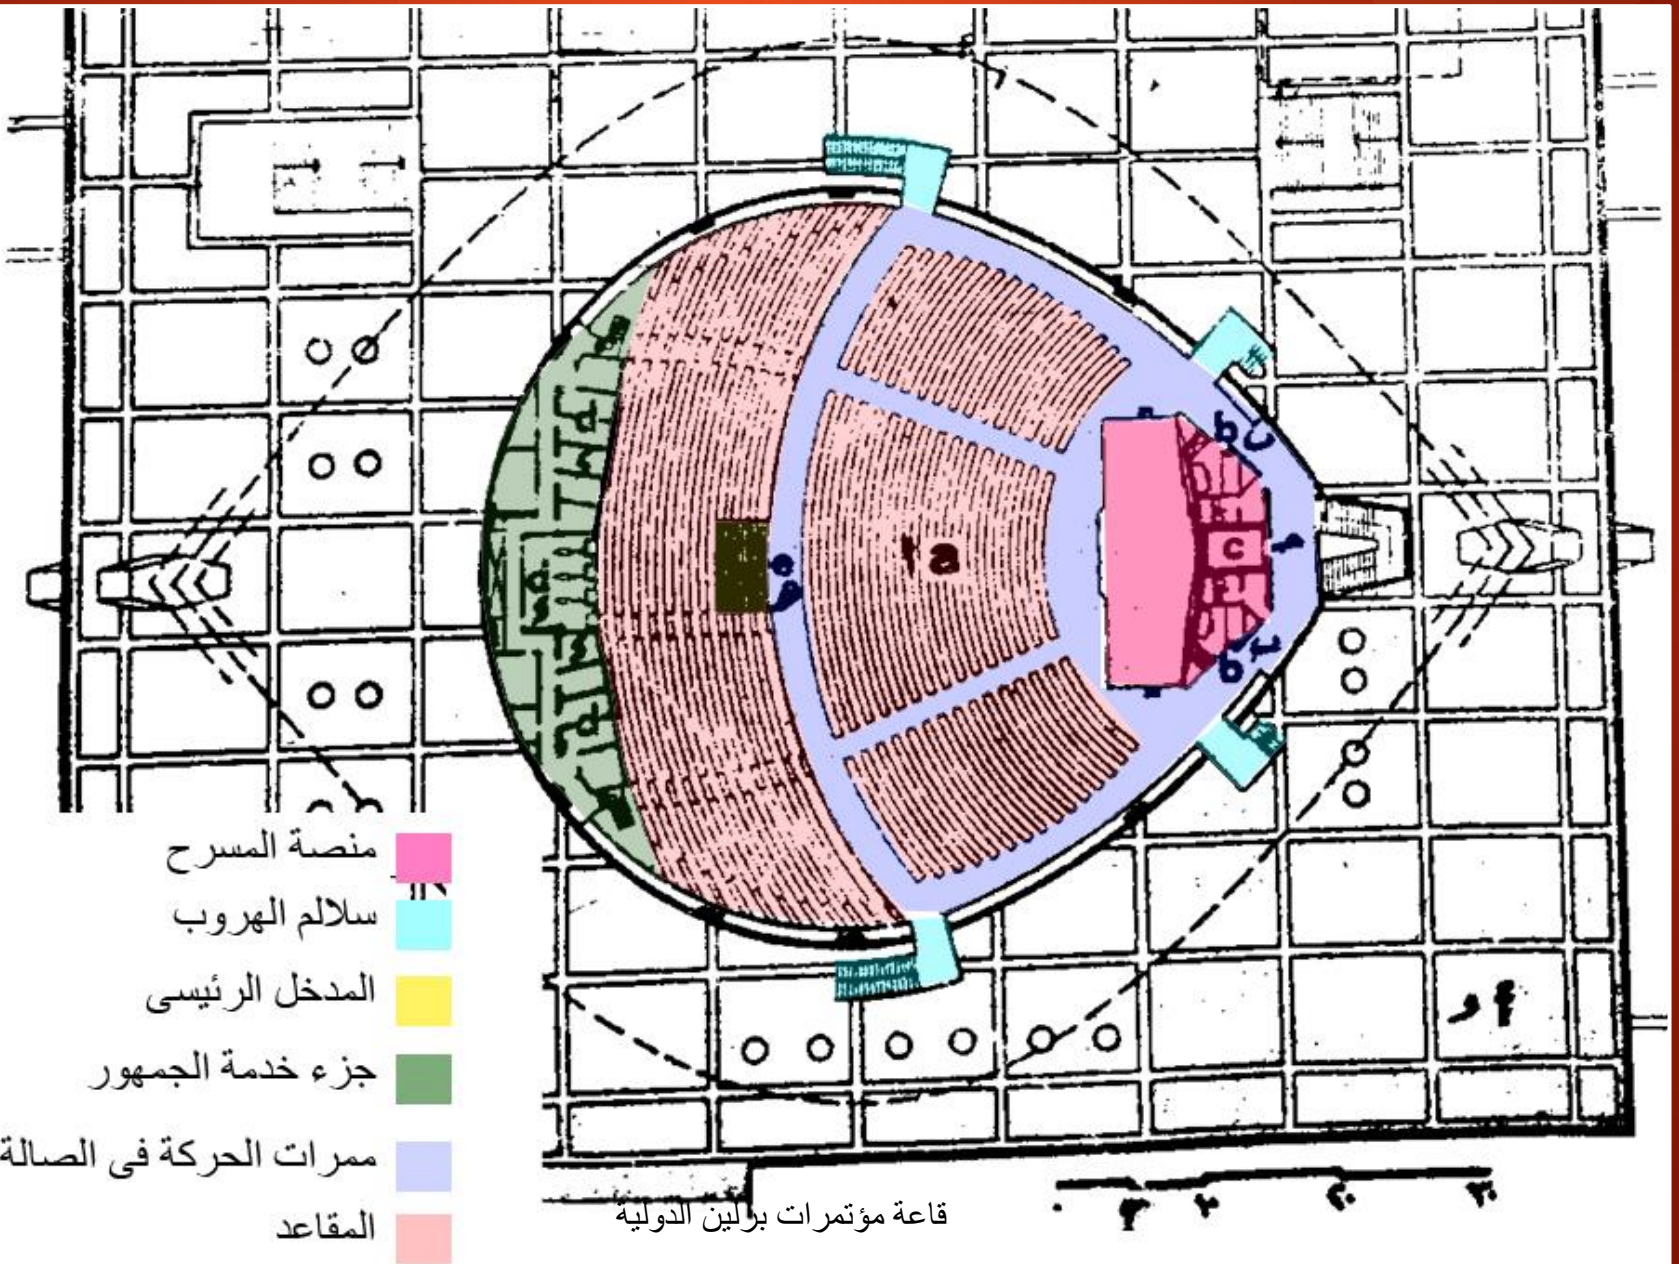 b
a
c
e
b
منصة المسرح
سلالم الهروب
المدخل الرئيسى
جزء خدمة الجمهور
ممرات الحركة فى الصالة
المقاعد
قاعة مؤتمرات برلين الدولية